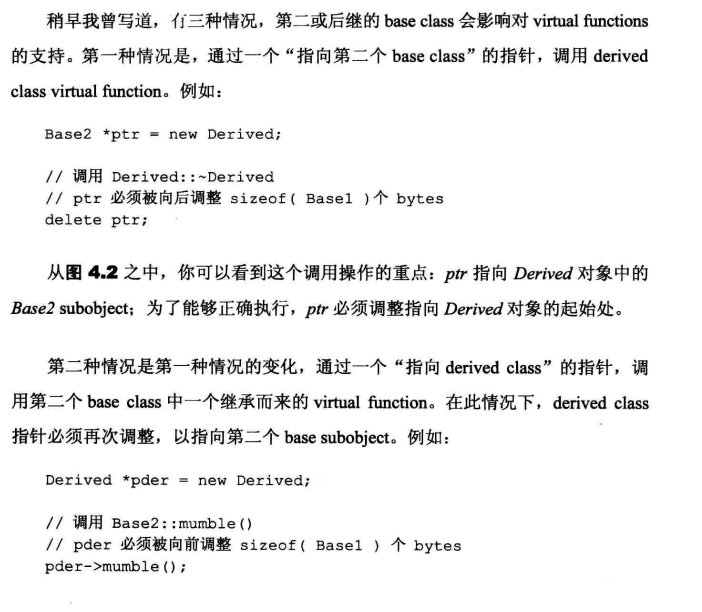 稍早我曾写道，有三种情况，第二或后继的 base class 会影响对 virtual functions
的支持。第一种情况是，通过一个“指向第二个 base class”的指针，调用 derived
class virtual function。例如：
Base2 *ptr = new Derived;
// 调用 Derived::~Derived
// ptr 必须被向后调整 sizeof( Base1 )个 bytes
delete ptr;
从图 4.2 之中，你可以看到这个调用操作的重点：ptr 指向 Derived 对象中的
Base2 subobject；为了能够正确执行，ptr 必须调整指向 Derived 对象的起始处。
第二种情况是第一种情况的变化，通过一个“指向 derived class”的指针，调
用第二个 base class 中一个继承而来的 virtual function。在此情况下，derived class
指针必须再次调整，以指向第二个 base subobject。例如：
Derived *pder = new Derived;
// 调用 Base2::mumble()
// pder 必须被向前调整 sizeof( Base1 ) 个 bytes
pder->mumble();